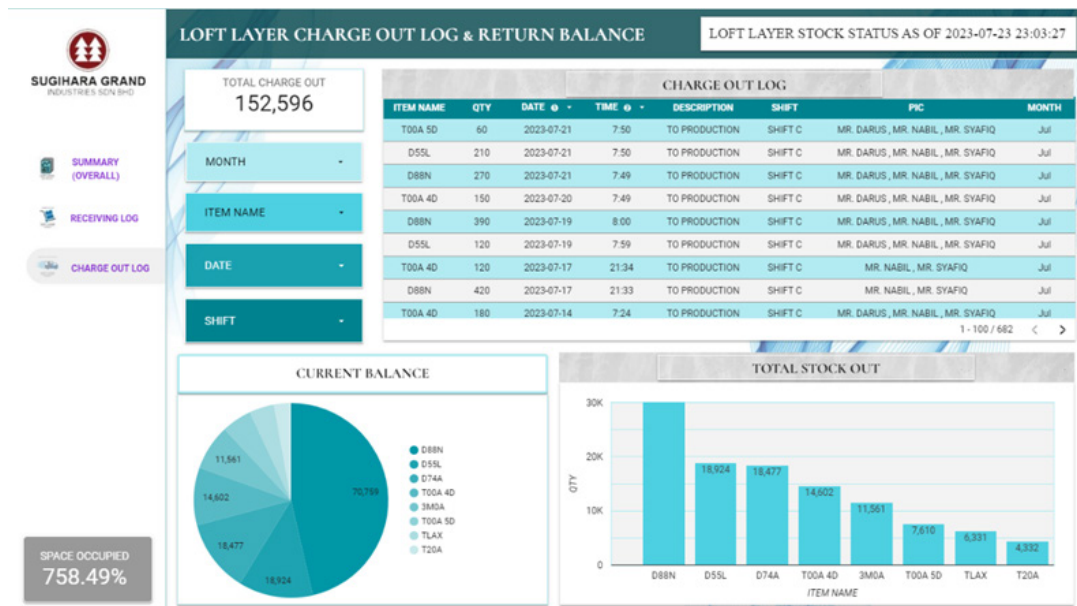 LOFT LAYER CHARGE OUT LOG & RETURN BALANCE
LOFT LAYER STOCK STATUS AS OF 2023-07-23 23:03:27
SUGIHARA GRAND
INDUSTRIES SDN BHD
SUMMARY
(OVERALL)
RECEIVING LOG
CHARGE OUT LOG
SPACE OCCUPIED
758.49%
TOTAL CHARGE OUT
152,596
MONTH
ITEM NAME
DATE
SHIFT
CHARGE OUT LOG
ITEM NAME QTY DATE TIME DESCRIPTION SHIFT PIC MONTH
T00A 5D 60 2023-07-21 7:50 TO PRODUCTION SHIFT C MR. DARUS , MR. NABIL , MR. SYAFIQ Jul
D55L 210 2023-07-21 7:50 TO PRODUCTION SHIFT C MR. DARUS , MR. NABIL , MR. SYAFIQ Jul
D88N 270 2023-07-21 7:49 TO PRODUCTION SHIFT C MR. DARUS , MR. NABIL , MR. SYAFIQ Jul
T00A 4D 150 2023-07-20 7:49 TO PRODUCTION SHIFT C MR. DARUS , MR. NABIL , MR. SYAFIQ Jul
D88N 390 2023-07-19 8:00 TO PRODUCTION SHIFT C MR. DARUS , MR. NABIL , MR. SYAFIQ Jul
D55L 120 2023-07-19 7:59 TO PRODUCTION SHIFT C MR. DARUS , MR. NABIL , MR. SYAFIQ Jul
T00A 4D 120 2023-07-17 21:34 TO PRODUCTION SHIFT C MR. NABIL , MR. SYAFIQ Jul
D88N 420 2023-07-17 21:33 TO PRODUCTION SHIFT C MR. NABIL , MR. SYAFIQ Jul
T00A 4D 180 2023-07-14 7:24 TO PRODUCTION SHIFT C MR. DARUS , MR. NABIL , MR. SYAFIQ Jul
1 - 100 / 682
CURRENT BALANCE
70,759
18,924
18,477
14,602
11,561
D88N
D55L
D74A
T00A 4D
3M0A
T00A 5D
TLAX
T20A
TOTAL STOCK OUT
QTY
30K
20K
10K
0
18,924
18,477
14,602
11,561
7,610
6,331
4,332
D88N D55L D74A T00A 4D 3M0A T00A 5D TLAX T20A
ITEM NAME